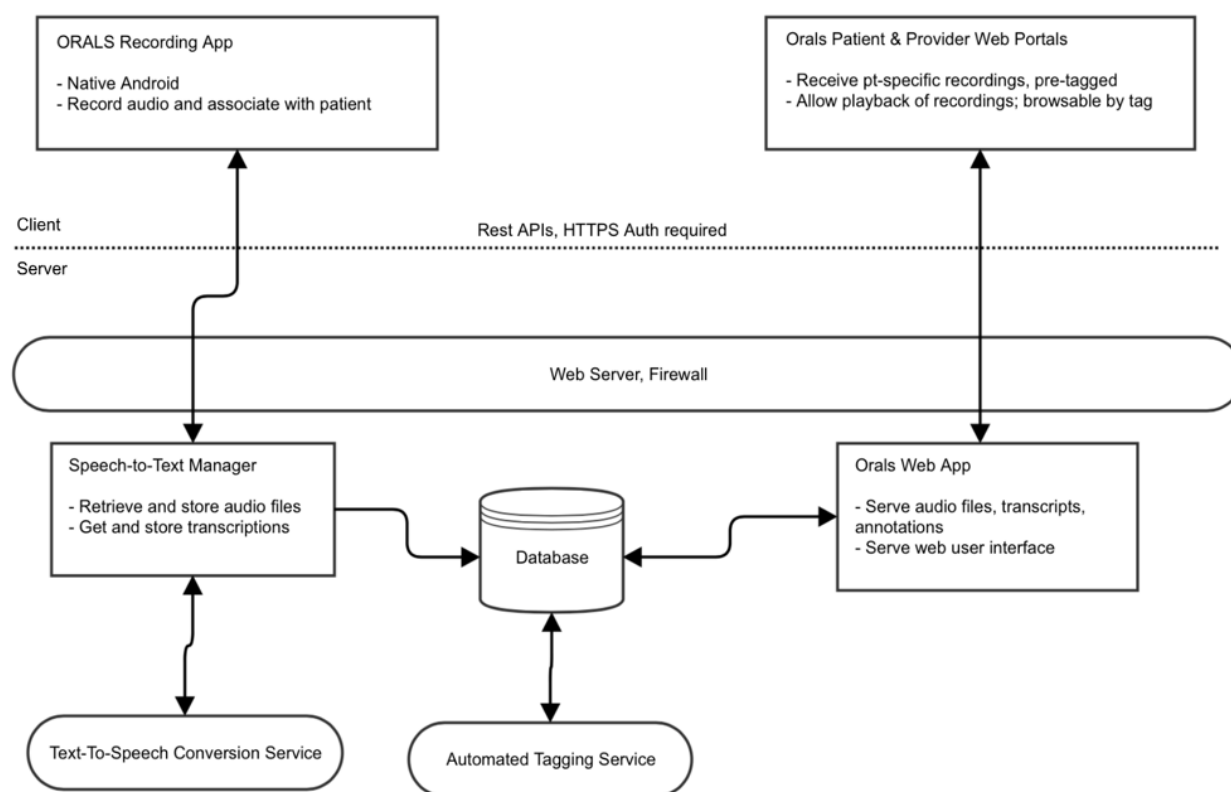 ORALS Recording App
- Native Android
- Record audio and associate with patient
Orals Patient & Provider Web Portals
- Receive pt-specific recordings, pre-tagged
- Allow playback of recordings; browsable by tag
Client
Rest APIs, HTTPS Auth required
Server
Web Server, Firewall
Speech-to-Text Manager
- Retrieve and store audio files
- Get and store transcriptions
Database
Orals Web App
- Serve audio files, transcripts,
annotations
- Serve web user interface
Text-To-Speech Conversion Service
Automated Tagging Service